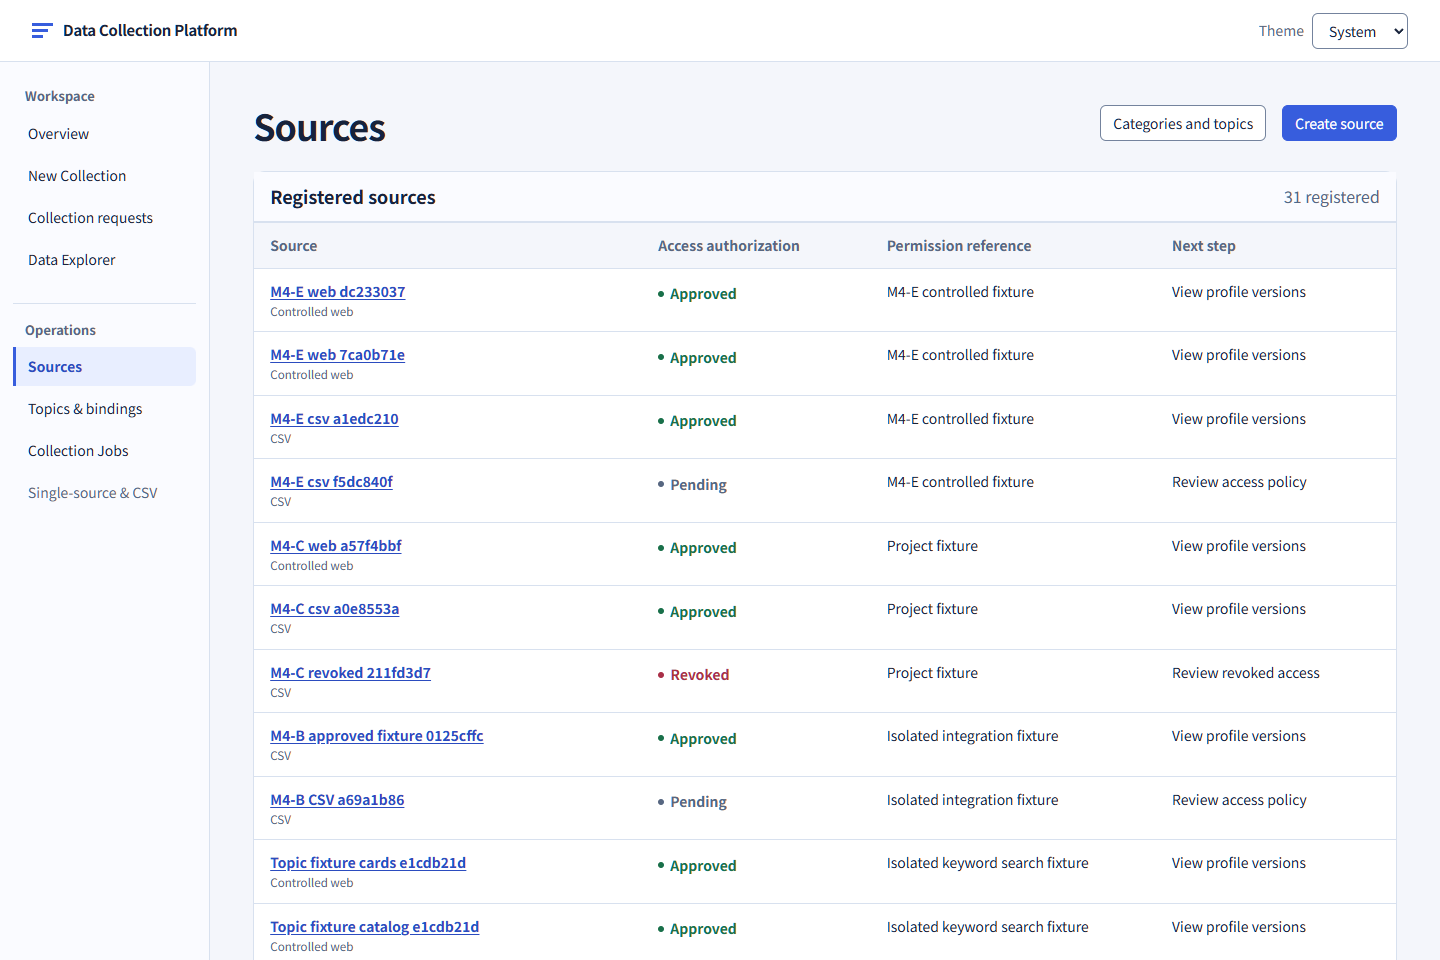 Data Collection Platform
Theme
System
Workspace
Overview
New Collection
Collection requests
Data Explorer
Operations
Sources
Topics & bindings
Collection Jobs
Single-source & CSV
Sources
Categories and topics
Create source
Registered sources
31 registered
Source Access authorization Permission reference Next step
M4-E web dc233037 Approved M4-E controlled fixture View profile versions
Controlled web
M4-E web 7ca0b71e Approved M4-E controlled fixture View profile versions
Controlled web
M4-E csv a1edc210 Approved M4-E controlled fixture View profile versions
CSV
M4-E csv f5dc840f Pending M4-E controlled fixture Review access policy
CSV
M4-C web a57f4bbf Approved Project fixture View profile versions
Controlled web
M4-C csv a0e8553a Approved Project fixture View profile versions
CSV
M4-C revoked 211fd3d7 Revoked Project fixture Review revoked access
CSV
M4-B approved fixture 0125cffc Approved Isolated integration fixture View profile versions
CSV
M4-B CSV a69a1b86 Pending Isolated integration fixture Review access policy
CSV
Topic fixture cards e1cdb21d Approved Isolated keyword search fixture View profile versions
Controlled web
Topic fixture catalog e1cdb21d Approved Isolated keyword search fixture View profile versions
Controlled web